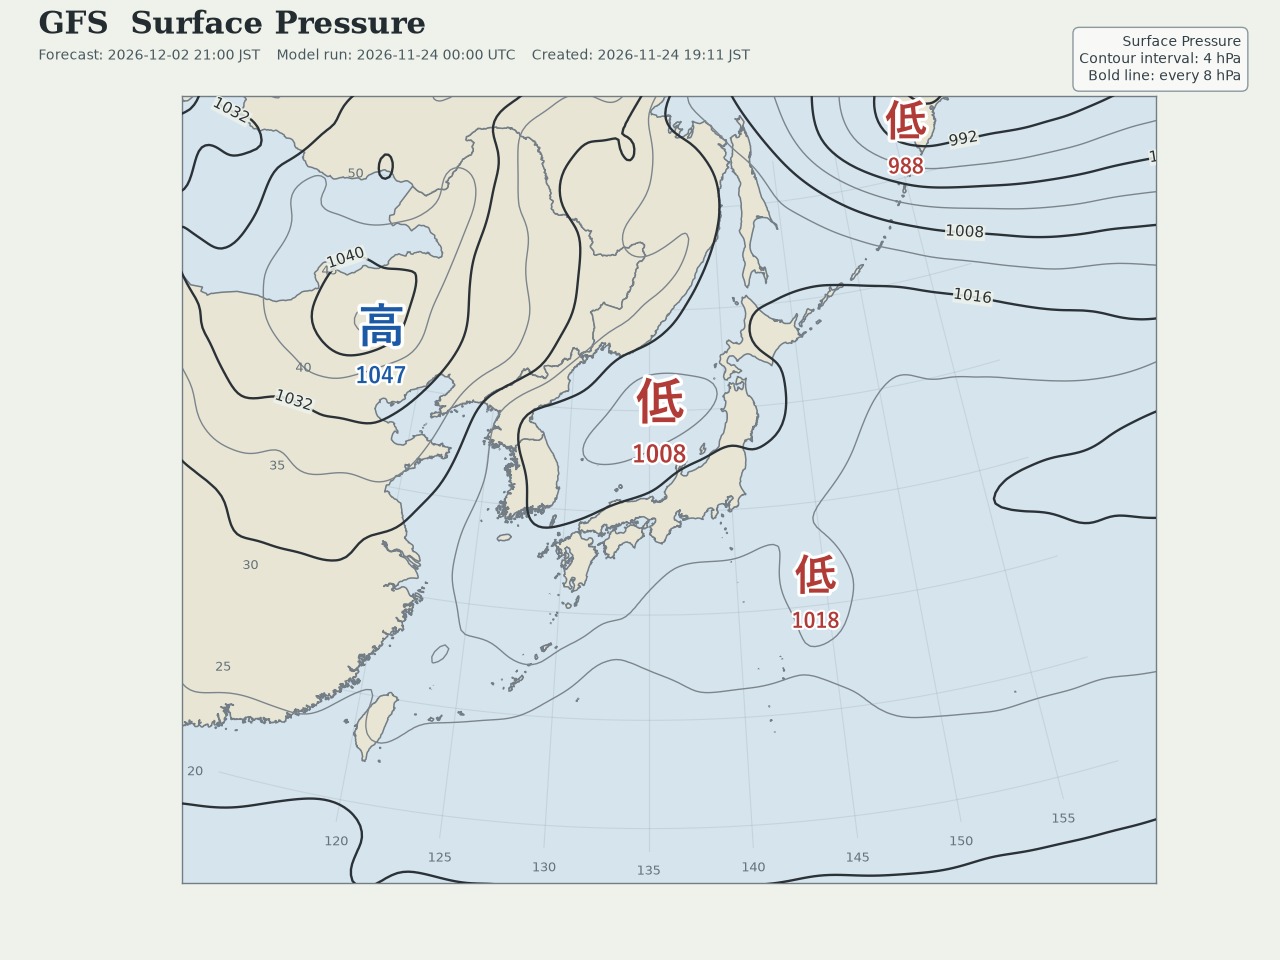 GFS  Surface Pressure
Forecast: 2026-12-02 21:00 JST    Model run: 2026-11-24 00:00 UTC    Created: 2026-11-24 19:11 JST
Surface Pressure
Contour interval: 4 hPa
Bold line: every 8 hPa
1032
低
988
992
1
50
1008
1040
1016
高
1047
40
1032
低
1008
35
30
低
1018
25
20
120
125
130
135
140
145
150
155